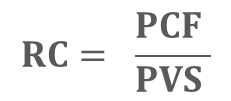 RC = PCF
PVS